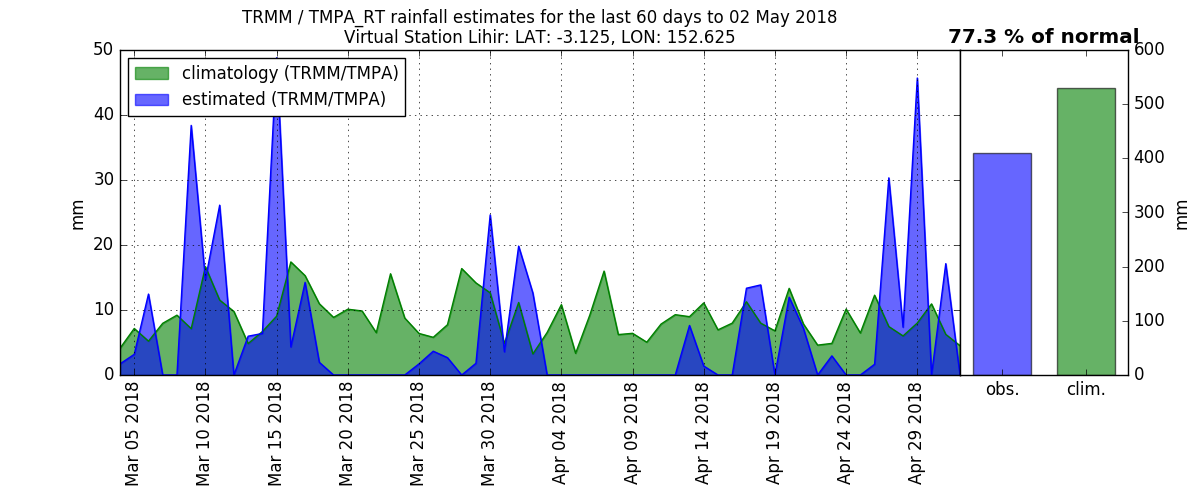 TRMM / TMPA_RT rainfall estimates for the last 60 days to 02 May 2018
Virtual Station Lihir: LAT: -3.125, LON: 152.625
77.3 % of normal
climatology (TRMM/TMPA)
estimated (TRMM/TMPA)
50
40
30
20
10
0
mm
Mar 05 2018
Mar 10 2018
Mar 15 2018
Mar 20 2018
Mar 25 2018
Mar 30 2018
Apr 04 2018
Apr 09 2018
Apr 14 2018
Apr 19 2018
Apr 24 2018
Apr 29 2018
600
500
400
300
200
100
0
mm
obs.
clim.